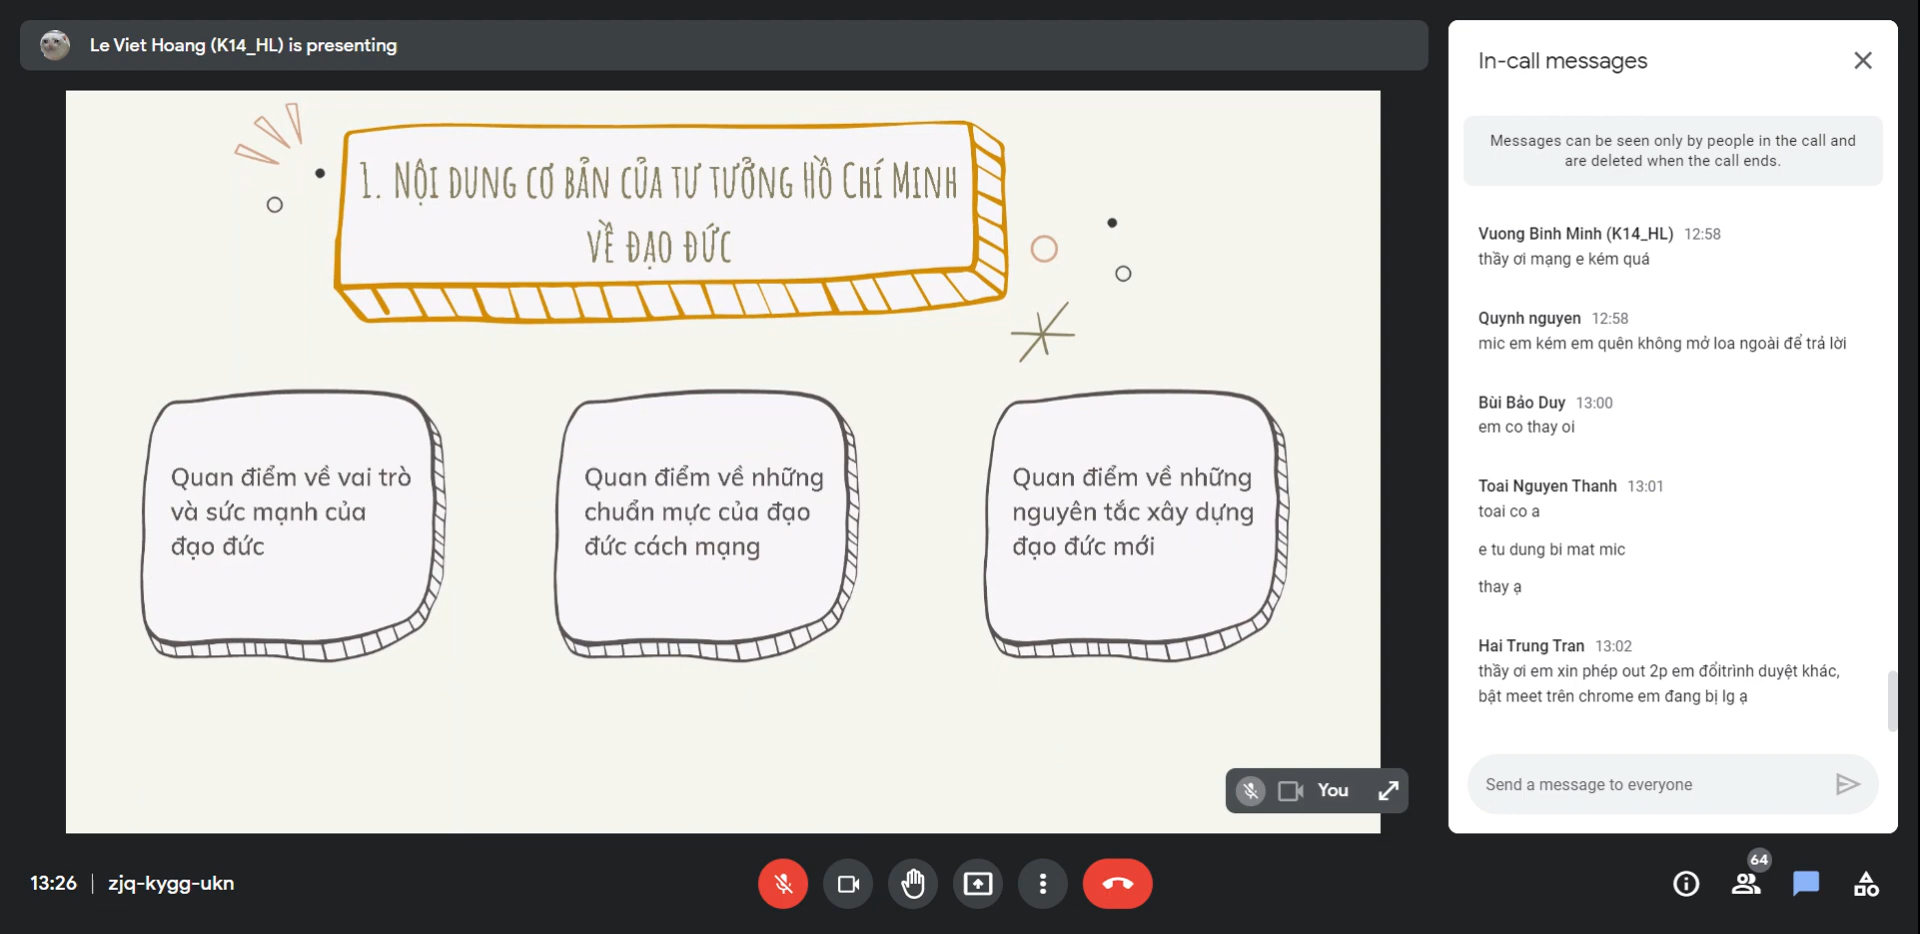 Le Viet Hoang (K14_HL) is presenting
1. Nội dung cơ bản của tư tưởng Hồ Chí Minh
về đạo đức
Quan điểm về vai trò
và sức mạnh của
đạo đức
Quan điểm về những
chuẩn mực của đạo
đức cách mạng
Quan điểm về những
nguyên tắc xây dựng
đạo đức mới
You
In-call messages
Messages can be seen only by people in the call and
are deleted when the call ends.
Vuong Binh Minh (K14_HL) 12:58
thầy ơi mạng e kém quá
Quynh nguyen 12:58
mic em kém em quên không mở loa ngoài để trả lời
Bùi Bảo Duy 13:00
em co thay oi
Toai Nguyen Thanh 13:01
toai co a
e tu dung bi mat mic
thay ạ
Hai Trung Tran 13:02
thầy ơi em xin phép out 2p em đổitrình duyệt khác,
bật meet trên chrome em đang bị lg ạ
Send a message to everyone
13:26 | zjq-kygg-ukn
64